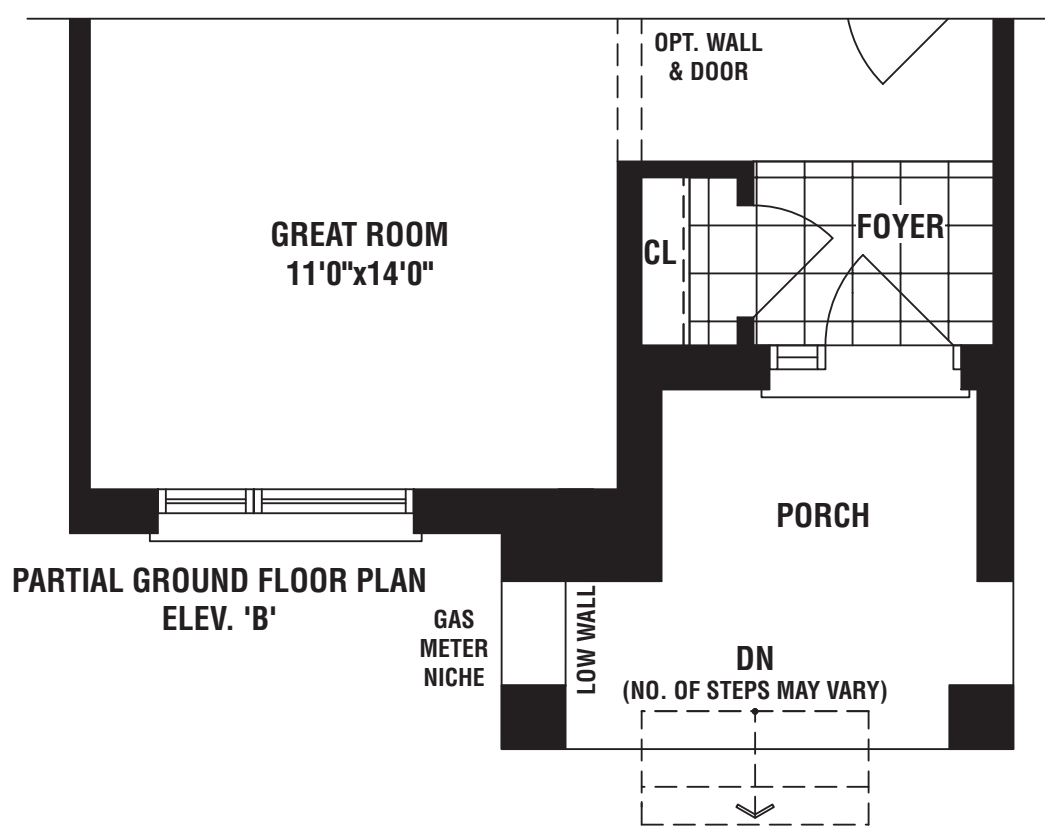 OPT. WALL
& DOOR
GREAT ROOM
11'0"x14'0"
CL
FOYER
PORCH
PARTIAL GROUND FLOOR PLAN
ELEV. 'B'
GAS
METER
NICHE
LOW WALL
DN
(NO. OF STEPS MAY VARY)